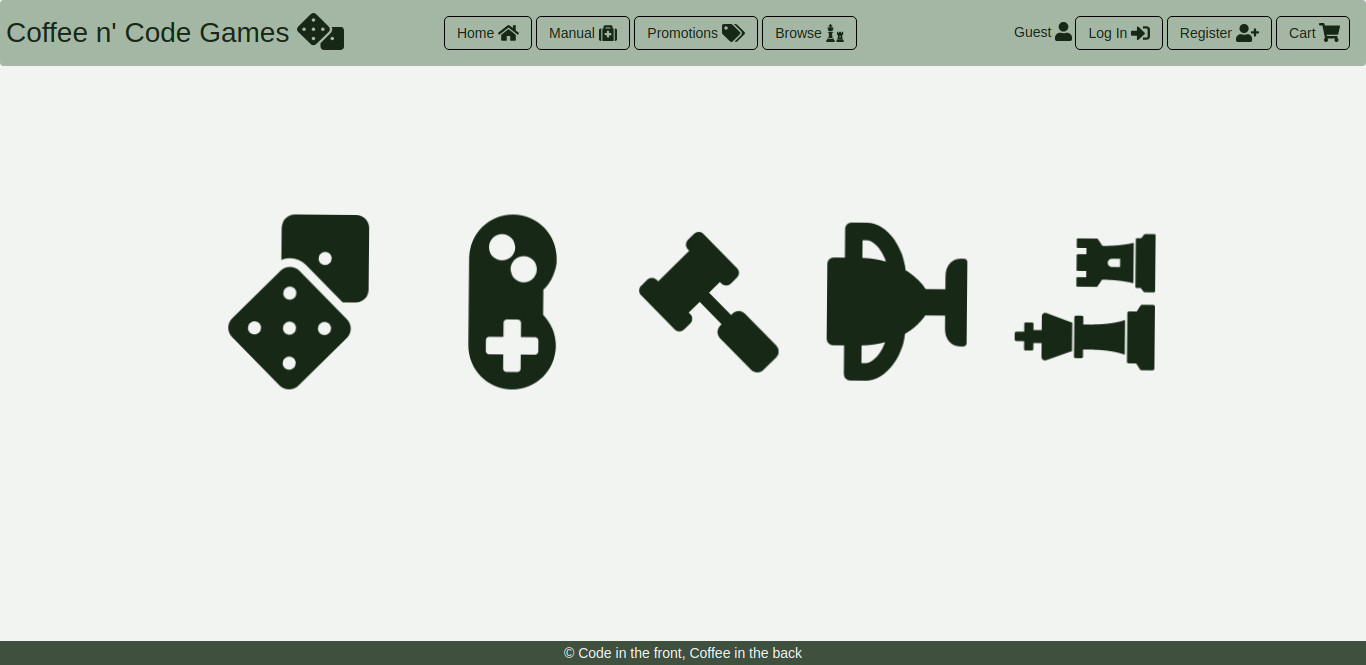 Coffee n' Code Games
Home
Manual
Promotions
Browse
Guest
Log In
Register
Cart
© Code in the front, Coffee in the back